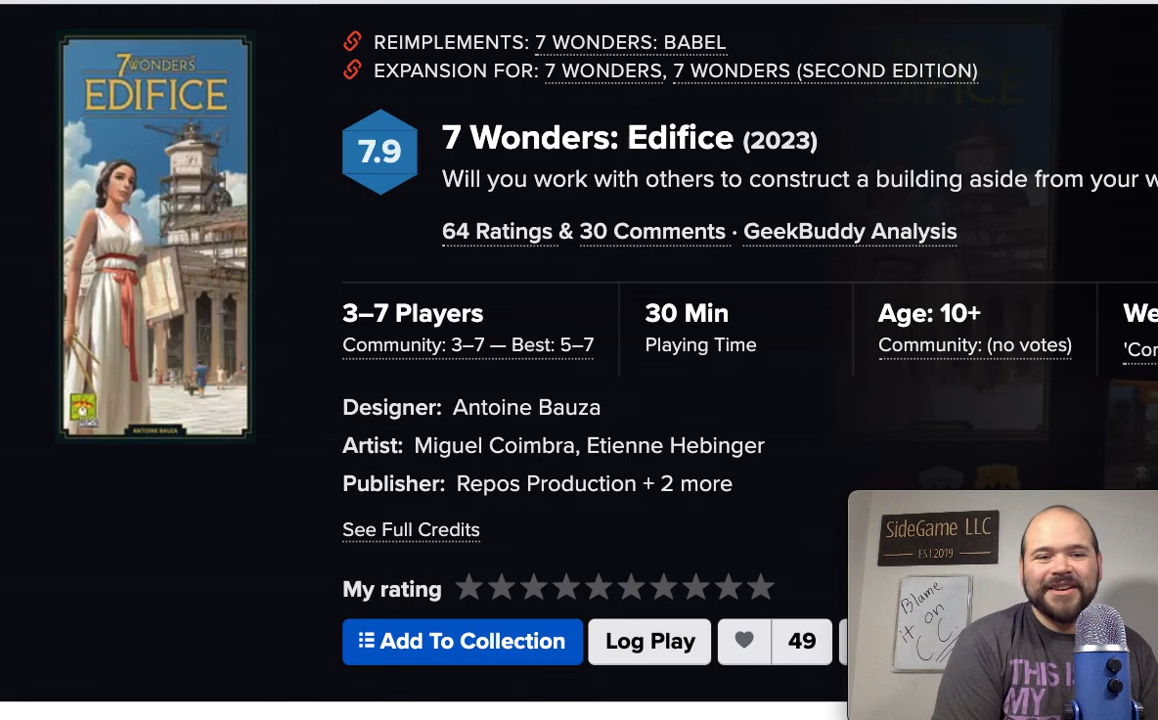 REIMPLEMENTS: 7 WONDERS: BABEL
EXPANSION FOR: 7 WONDERS, 7 WONDERS (SECOND EDITION)
7 WONDERS
EDIFICE
ANTOINE BAUZA
7.9
7 Wonders: Edifice (2023)
Will you work with others to construct a building aside from your w
64 Ratings & 30 Comments · GeekBuddy Analysis
3–7 Players
Community: 3–7 — Best: 5–7
30 Min
Playing Time
Age: 10+
Community: (no votes)
We
'Cor
Designer: Antoine Bauza
Artist: Miguel Coimbra, Etienne Hebinger
Publisher: Repos Production + 2 more
See Full Credits
My rating
Add To Collection
Log Play
49
SideGame LLC
EST.2019
Blame
it on
CC
THIS I
MY